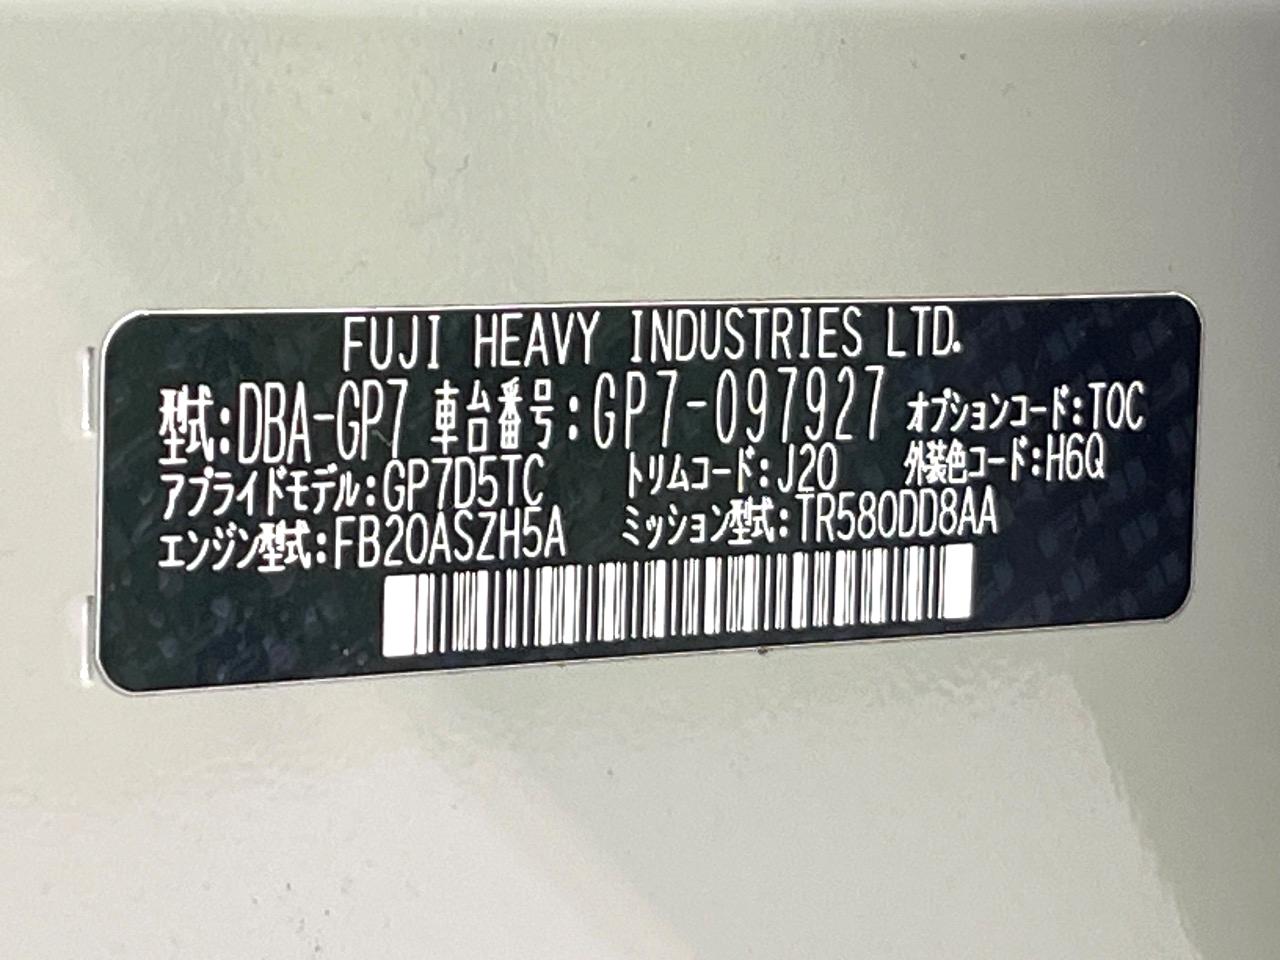 FUJI HEAVY INDUSTRIES LTD.
型式:DBA-GP7 車台番号:GP7-097927 オプションコード:TOC
アプライドモデル:GP7D5TC トリムコード:J20 外装色コード:H6Q
エンジン型式:FB20ASZH5A ミッション型式:TR580DD8AA